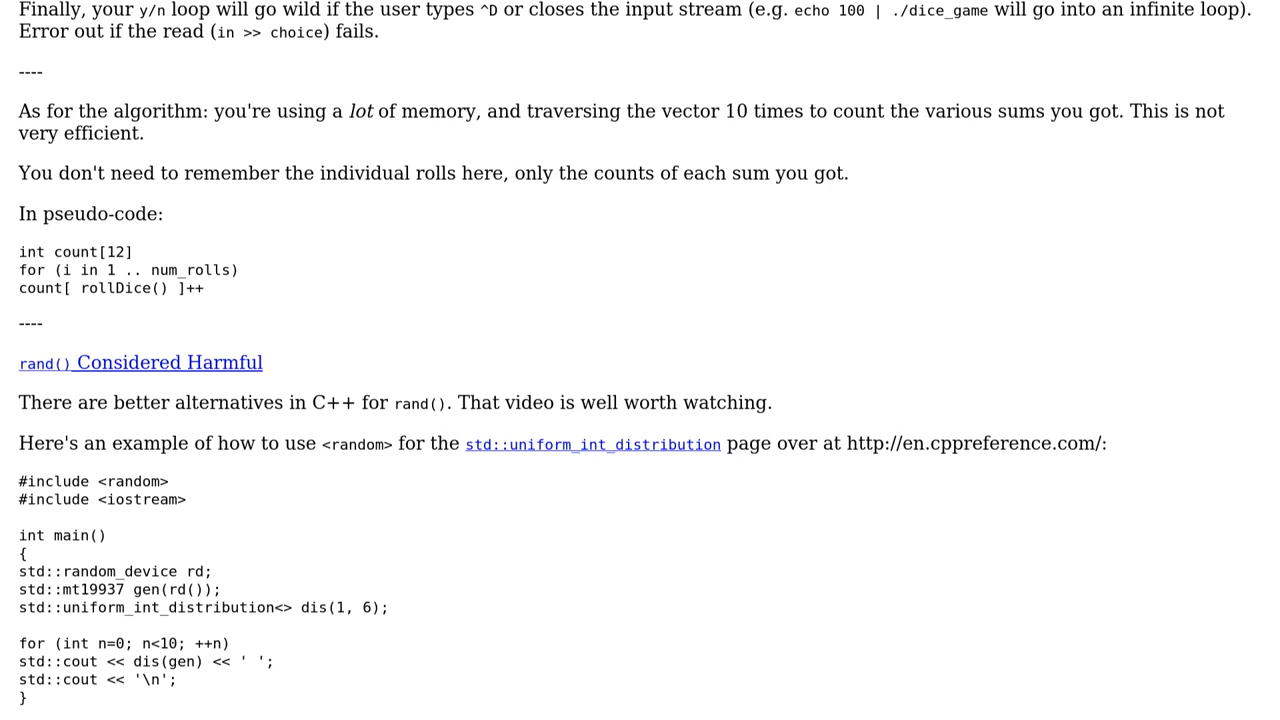 Finally, your y/n loop will go wild if the user types ^D or closes the input stream (e.g. echo 100 | ./dice_game will go into an infinite loop).
Error out if the read (in >> choice) fails.
----
As for the algorithm: you're using a lot of memory, and traversing the vector 10 times to count the various sums you got. This is not
very efficient.
You don't need to remember the individual rolls here, only the counts of each sum you got.
In pseudo-code:
int count[12]
for (i in 1 .. num_rolls)
count[ rollDice() ]++
----
rand() Considered Harmful
There are better alternatives in C++ for rand(). That video is well worth watching.
Here's an example of how to use <random> for the std::uniform_int_distribution page over at http://en.cppreference.com/:
#include <random>
#include <iostream>
int main()
{
std::random_device rd;
std::mt19937 gen(rd());
std::uniform_int_distribution<> dis(1, 6);
for (int n=0; n<10; ++n)
std::cout << dis(gen) << ' ';
std::cout << '\n';
}